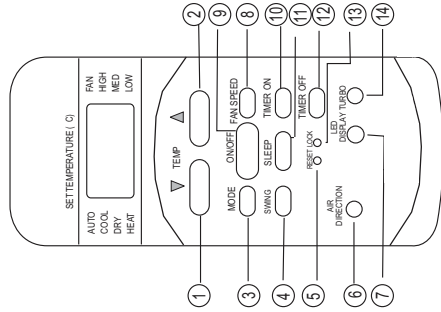 SET TEMPERATURE ( C)
AUTO
COOL
DRY
HEAT
FAN
HIGH
MED
LOW
TEMP
MODE
ON/OFF
FAN SPEED
SWING
SLEEP
TIMER ON
TIMER OFF
RESET LOCK
AIR
DIRECTION
LED
DISPLAY TURBO
1
2
3
4
5
6
7
8
9
10
11
12
13
14